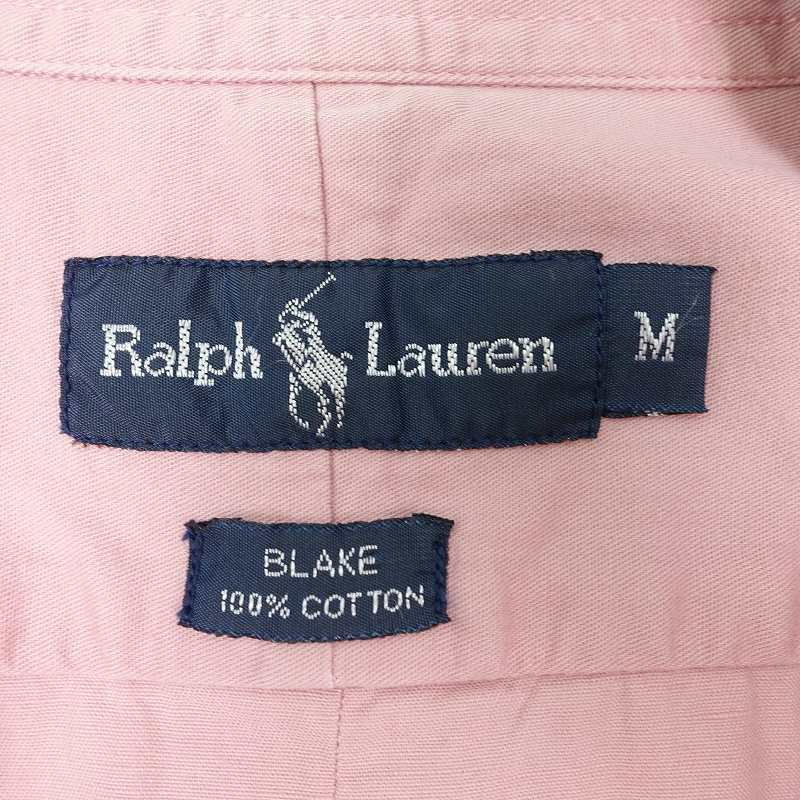 Ralph Lauren
M
BLAKE
100% COTTON